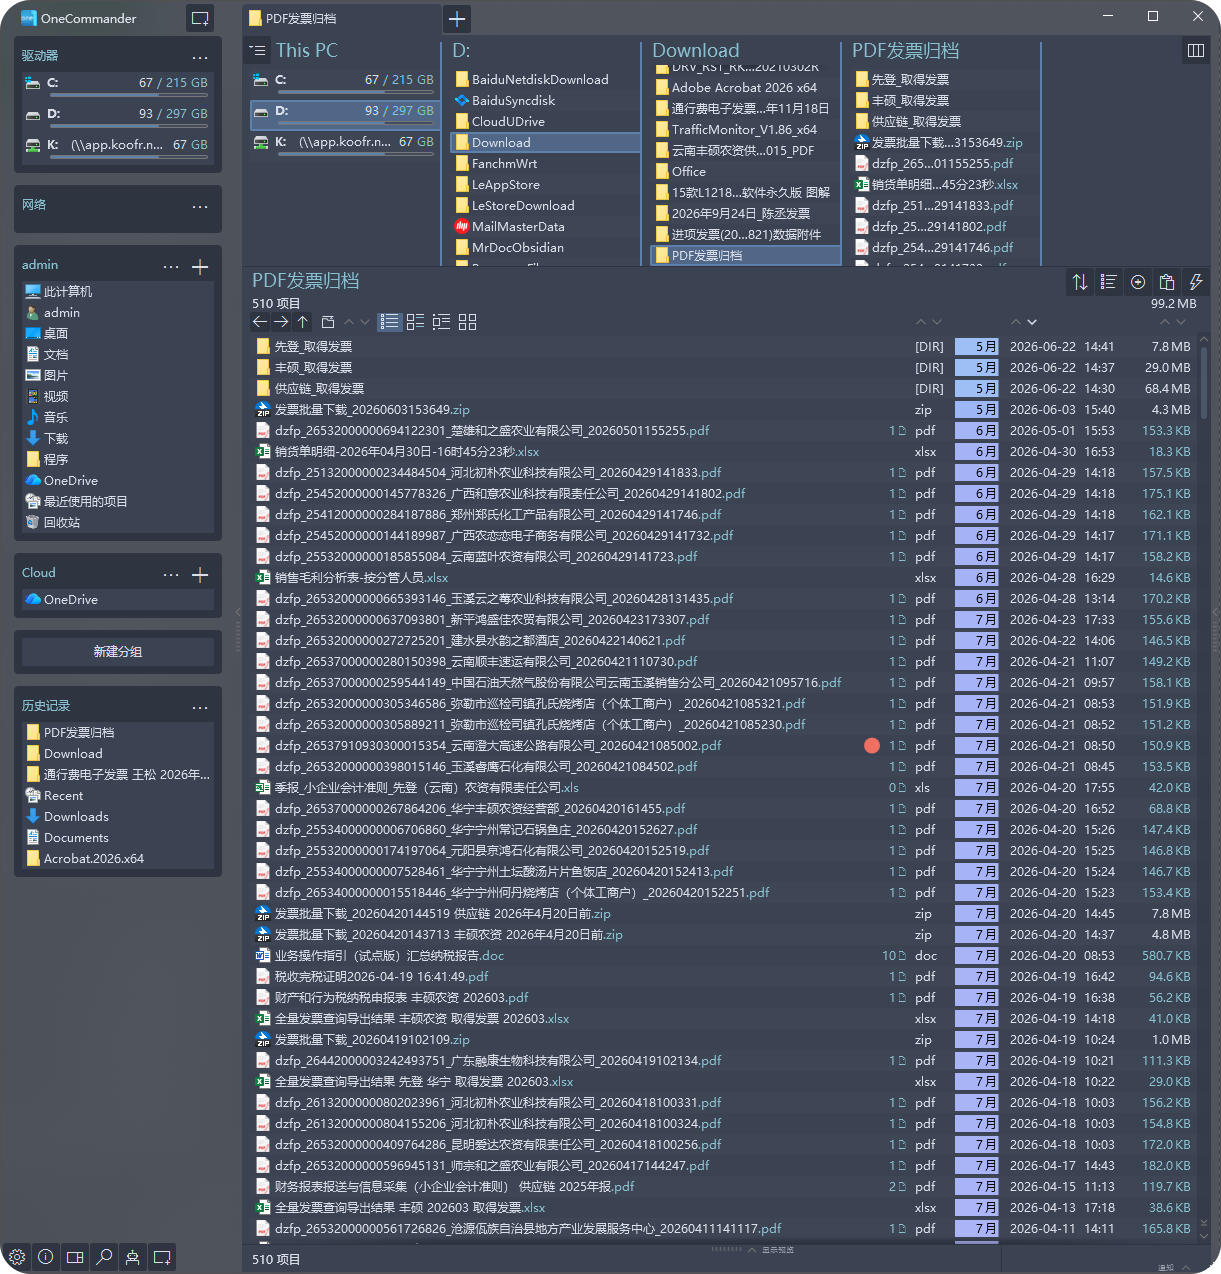 OneCommander
驱动器
C: 67 / 215 GB
D: 93 / 297 GB
K: (\\app.koofr.n... 67 GB
网络
admin
此计算机
admin
桌面
文档
图片
视频
音乐
下载
程序
OneDrive
最近使用的项目
回收站
Cloud
OneDrive
新建分组
历史记录
PDF发票归档
Download
通行费电子发票 王松 2026年...
Recent
Downloads
Documents
Acrobat.2026.x64
PDF发票归档
This PC
C: 67 / 215 GB
D: 93 / 297 GB
K: (\\app.koofr.n... 67 GB
D:
BaiduNetdiskDownload
BaiduSyncdisk
CloudUDrive
Download
FanchmWrt
LeAppStore
LeStoreDownload
MailMasterData
MrDocObsidian
Download
DRV_RST_RK...20210302R
Adobe Acrobat 2026 x64
通行费电子发票...年11月18日
TrafficMonitor_V1.86_x64
云南丰硕农资供...015_PDF
Office
15款L1218...软件永久版 图解
2026年9月24日_陈丞发票
进项发票(20...821)数据附件
PDF发票归档
PDF发票归档
先登_取得发票
丰硕_取得发票
供应链_取得发票
发票批量下载...3153649.zip
dzfp_265...01155255.pdf
销货单明细...45分23秒.xlsx
dzfp_251...29141833.pdf
dzfp_25...29141802.pdf
dzfp_254...29141746.pdf
PDF发票归档
510 项目 99.2 MB
先登_取得发票 [DIR] 5 月 2026-06-22 14:41 7.8 MB
丰硕_取得发票 [DIR] 5 月 2026-06-22 14:37 29.0 MB
供应链_取得发票 [DIR] 5 月 2026-06-22 14:30 68.4 MB
发票批量下载_20260603153649.zip zip 5 月 2026-06-03 15:40 4.3 MB
dzfp_26532000000694122301_楚雄和之盛农业有限公司_20260501155255.pdf 1 pdf 6 月 2026-05-01 15:53 153.3 KB
销货单明细-2026年04月30日-16时45分23秒.xlsx xlsx 6 月 2026-04-30 16:53 18.3 KB
dzfp_25132000000234484504_河北初朴农业科技有限公司_20260429141833.pdf 1 pdf 6 月 2026-04-29 14:18 157.5 KB
dzfp_25452000000145778326_广西和意农业科技有限责任公司_20260429141802.pdf 1 pdf 6 月 2026-04-29 14:18 175.1 KB
dzfp_25412000000284187886_郑州郑氏化工产品有限公司_20260429141746.pdf 1 pdf 6 月 2026-04-29 14:18 162.1 KB
dzfp_25452000000144189987_广西农恋恋电子商务有限公司_20260429141732.pdf 1 pdf 6 月 2026-04-29 14:17 171.1 KB
dzfp_25532000000185855084_云南蓝叶农资有限公司_20260429141723.pdf 1 pdf 6 月 2026-04-29 14:17 158.2 KB
销售毛利分析表-按分管人员.xlsx xlsx 6 月 2026-04-28 16:29 14.6 KB
dzfp_26532000000665393146_玉溪云之莓农业科技有限公司_20260428131435.pdf 1 pdf 6 月 2026-04-28 13:14 170.2 KB
dzfp_26532000000637093801_新平鸿盛佳农贸有限公司_20260423173307.pdf 1 pdf 7 月 2026-04-23 17:33 155.6 KB
dzfp_26532000000272725201_建水县水韵之都酒店_20260422140621.pdf 1 pdf 7 月 2026-04-22 14:06 146.5 KB
dzfp_26537000000280150398_云南顺丰速运有限公司_20260421110730.pdf 1 pdf 7 月 2026-04-21 11:07 149.2 KB
dzfp_26537000000259544149_中国石油天然气股份有限公司云南玉溪销售分公司_20260421095716.pdf 1 pdf 7 月 2026-04-21 09:57 158.1 KB
dzfp_26532000000305346586_弥勒市巡检司镇孔氏烧烤店（个体工商户）_20260421085321.pdf 1 pdf 7 月 2026-04-21 08:53 151.9 KB
dzfp_26532000000305889211_弥勒市巡检司镇孔氏烧烤店（个体工商户）_20260421085230.pdf 1 pdf 7 月 2026-04-21 08:52 151.2 KB
dzfp_26537910930300015354_云南澄大高速公路有限公司_20260421085002.pdf 1 pdf 7 月 2026-04-21 08:50 150.9 KB
dzfp_26532000000398015146_玉溪睿鹰石化有限公司_20260421084502.pdf 1 pdf 7 月 2026-04-21 08:45 153.5 KB
季报_小企业会计准则_先登（云南）农资有限责任公司.xls 0 xls 7 月 2026-04-20 17:55 42.0 KB
dzfp_26532000000267864206_华宁丰硕农资经营部_20260420161455.pdf 1 pdf 7 月 2026-04-20 16:52 68.8 KB
dzfp_25534000000006706860_华宁宁州常记石锅鱼庄_20260420152627.pdf 1 pdf 7 月 2026-04-20 15:26 147.4 KB
dzfp_25532000000174197064_元阳县京鸿石化有限公司_20260420152519.pdf 1 pdf 7 月 2026-04-20 15:25 146.8 KB
dzfp_25534000000007528461_华宁宁州土坛酸汤片片鱼饭店_20260420152413.pdf 1 pdf 7 月 2026-04-20 15:24 146.7 KB
dzfp_26534000000015518446_华宁宁州何丹烧烤店（个体工商户）_20260420152251.pdf 1 pdf 7 月 2026-04-20 15:23 153.4 KB
发票批量下载_20260420144519 供应链 2026年4月20日前.zip zip 7 月 2026-04-20 14:45 7.8 MB
发票批量下载_20260420143713 丰硕农资 2026年4月20日前.zip zip 7 月 2026-04-20 14:37 4.8 MB
业务操作指引（试点版）汇总纳税报告.doc 10 doc 7 月 2026-04-20 08:53 580.7 KB
税收完税证明2026-04-19 16:41:49.pdf 1 pdf 7 月 2026-04-19 16:42 94.6 KB
财产和行为税纳税申报表 丰硕农资 202603.pdf 1 pdf 7 月 2026-04-19 16:38 56.2 KB
全量发票查询导出结果 丰硕农资 取得发票 202603.xlsx xlsx 7 月 2026-04-19 14:18 41.0 KB
发票批量下载_20260419102109.zip zip 7 月 2026-04-19 10:24 1.0 MB
dzfp_26442000003242493751_广东融康生物科技有限公司_20260419102134.pdf 1 pdf 7 月 2026-04-19 10:21 111.3 KB
全量发票查询导出结果 先登 华宁 取得发票 202603.xlsx xlsx 7 月 2026-04-18 10:22 29.0 KB
dzfp_26132000000802023961_河北初朴农业科技有限公司_20260418100331.pdf 1 pdf 7 月 2026-04-18 10:03 156.2 KB
dzfp_26132000000804155206_河北初朴农业科技有限公司_20260418100324.pdf 1 pdf 7 月 2026-04-18 10:03 154.8 KB
dzfp_26532000000409764286_昆明爱达农资有限责任公司_20260418100256.pdf 1 pdf 7 月 2026-04-18 10:03 172.0 KB
dzfp_26532000000596945131_师宗和之盛农业有限公司_20260417144247.pdf 1 pdf 7 月 2026-04-17 14:43 182.0 KB
财务报表报送与信息采集（小企业会计准则） 供应链 2025年报.pdf 2 pdf 7 月 2026-04-15 11:13 119.7 KB
全量发票查询导出结果 丰硕 202603 取得发票.xlsx xlsx 7 月 2026-04-13 17:18 38.6 KB
dzfp_26532000000561726826_沧源佤族自治县地方产业发展服务中心_20260411141117.pdf 1 pdf 7 月 2026-04-11 14:11 165.8 KB
510 项目
显示预览
通知